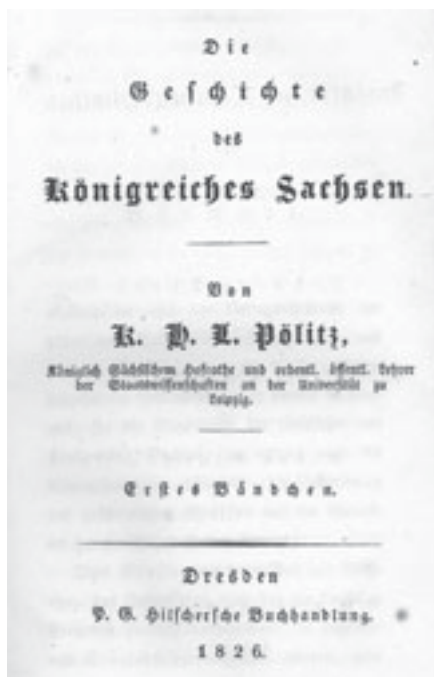 Die
Geschichte
des
Königreiches Sachsen.
Von
K. H. L. Pölitz,
Königlich Sächsischem Hofrathe und ordentl. öffentl. Lehrer
der Staatswissenschaften an der Universität zu
Leipzig.
Erstes Bändchen.
Dresden
P. G. Hilschersche Buchhandlung.
1826.